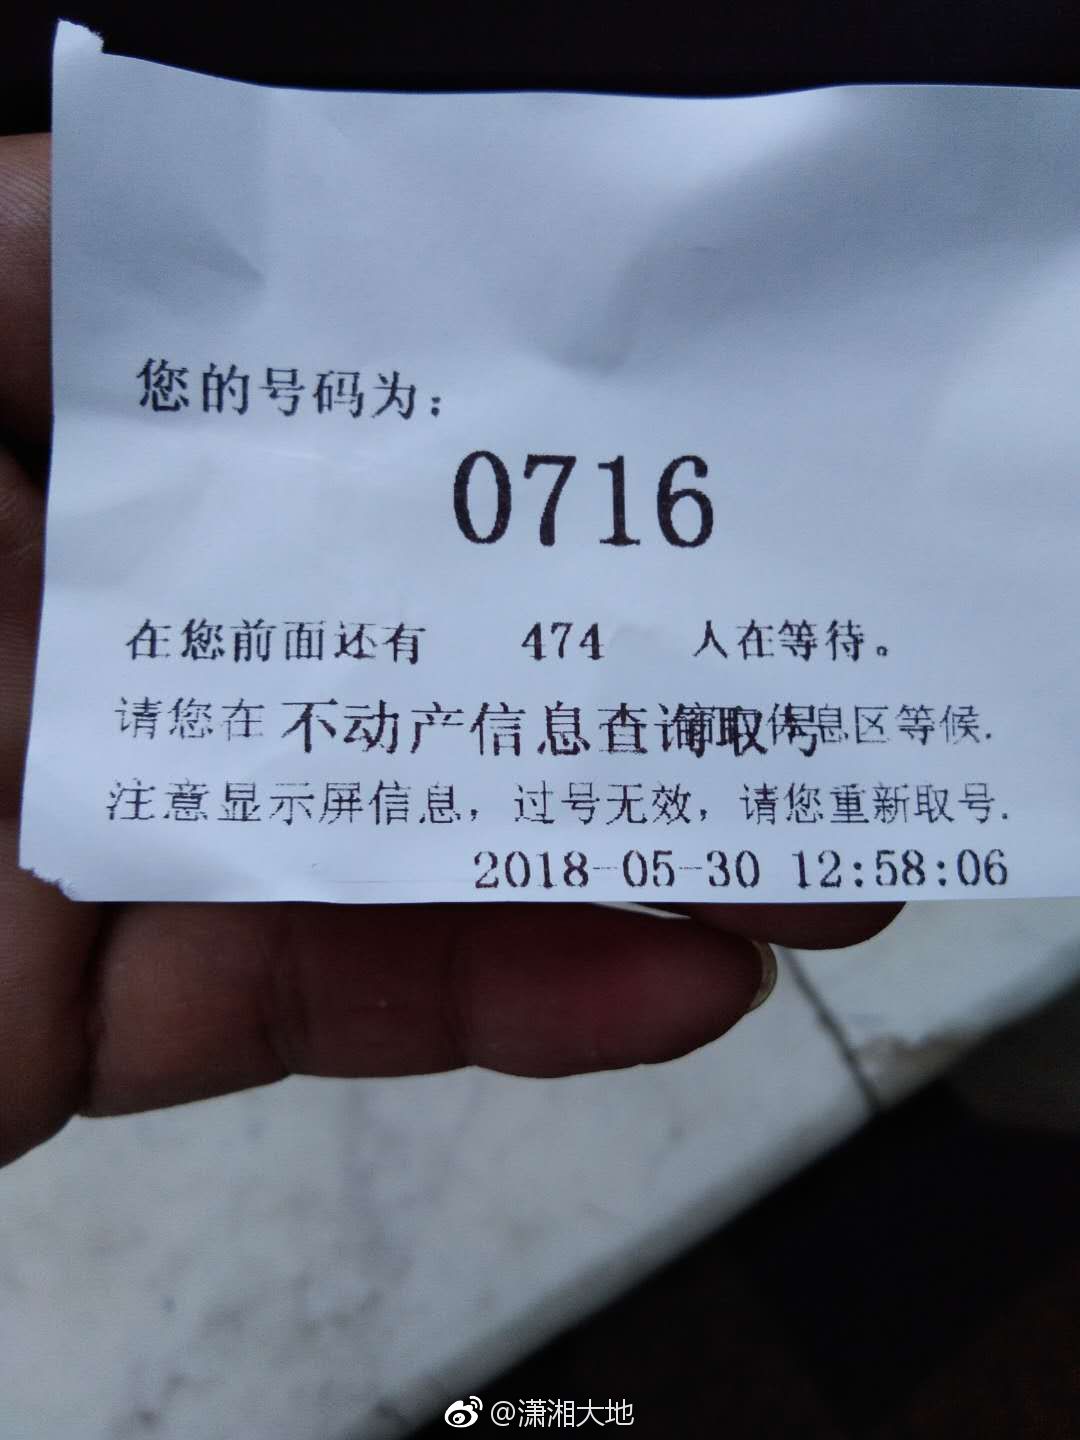 您的号码为：
0716
在您前面还有 474 人在等待。
请您在 不动产信息查询取号 休息区等候.
注意显示屏信息，过号无效，请您重新取号.
2018-05-30 12:58:06
@潇湘大地